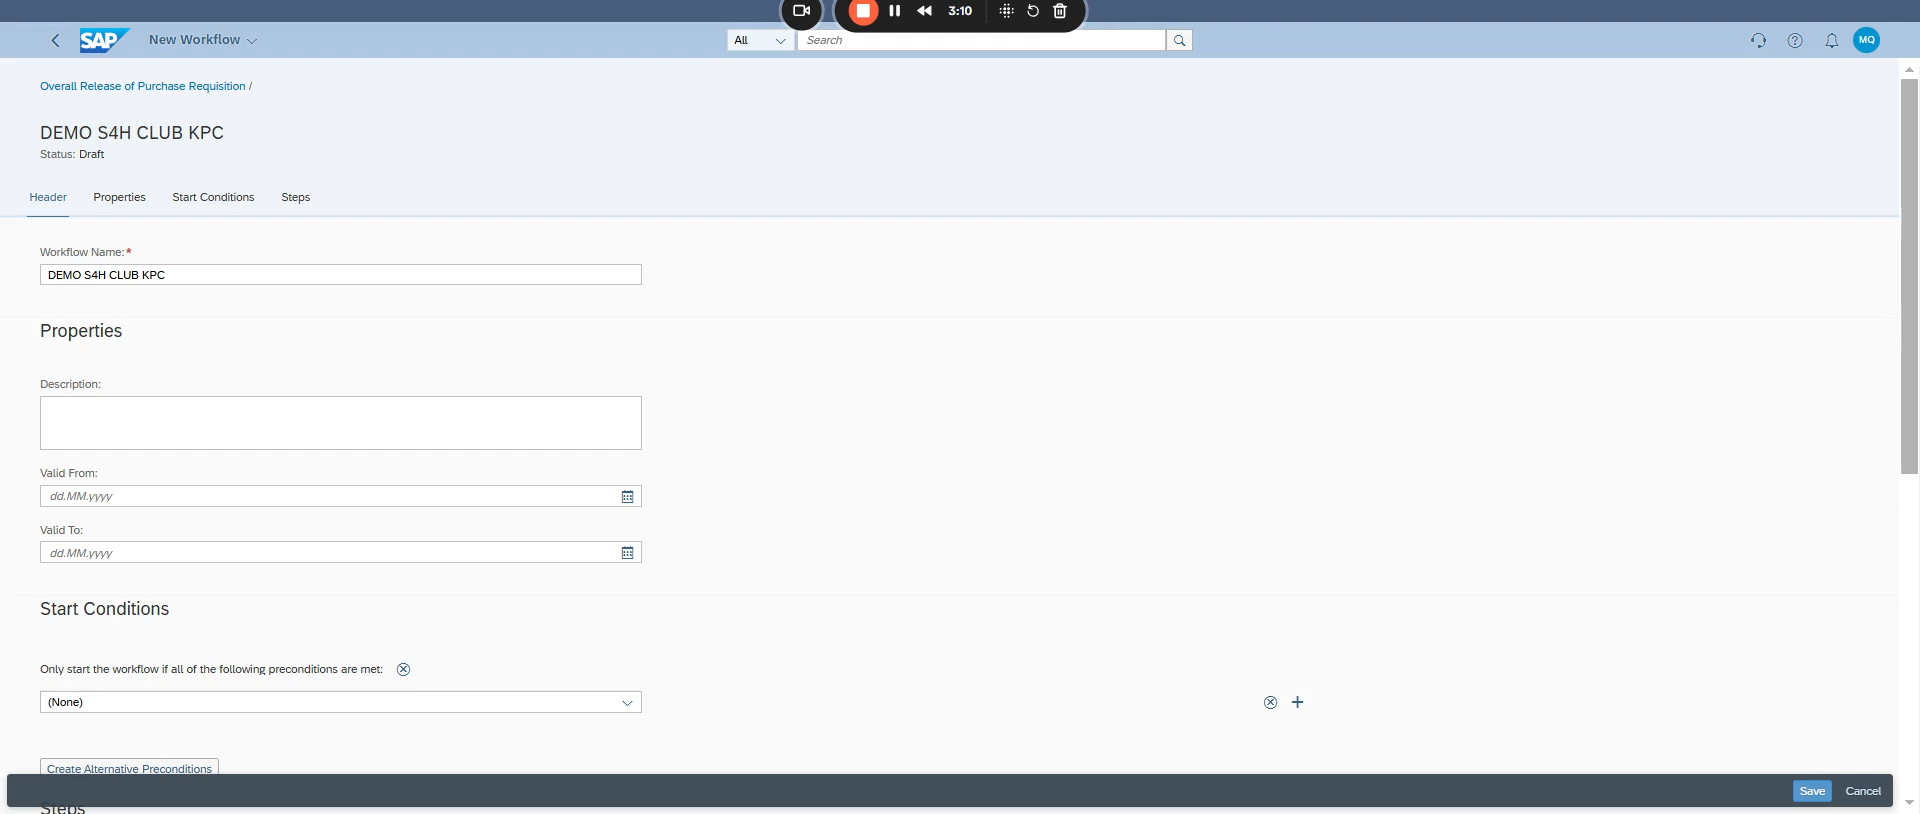 3:10
SAP New Workflow All Search MQ
Overall Release of Purchase Requisition /
DEMO S4H CLUB KPC
Status: Draft
Header Properties Start Conditions Steps
Workflow Name:*
DEMO S4H CLUB KPC
Properties
Description:
Valid From:
dd.MM.yyyy
Valid To:
dd.MM.yyyy
Start Conditions
Only start the workflow if all of the following preconditions are met:
(None)
Create Alternative Preconditions
Save Cancel
Steps